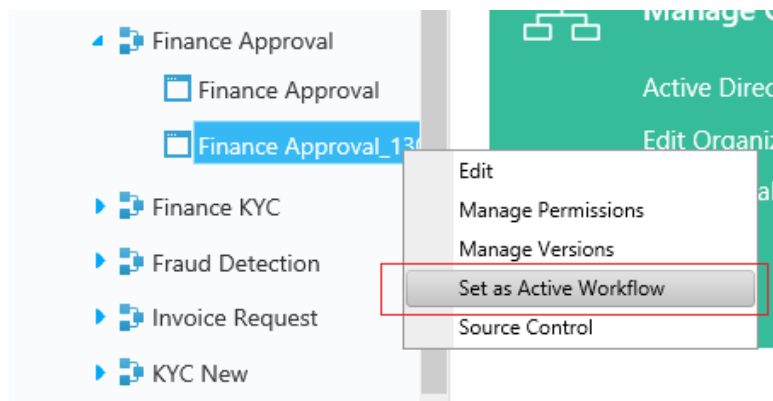 Finance Approval
Finance Approval
Finance Approval_13
Finance KYC
Fraud Detection
Invoice Request
KYC New
Manage
Active Direc
Edit Organiz
Edit
Manage Permissions
Manage Versions
Set as Active Workflow
Source Control